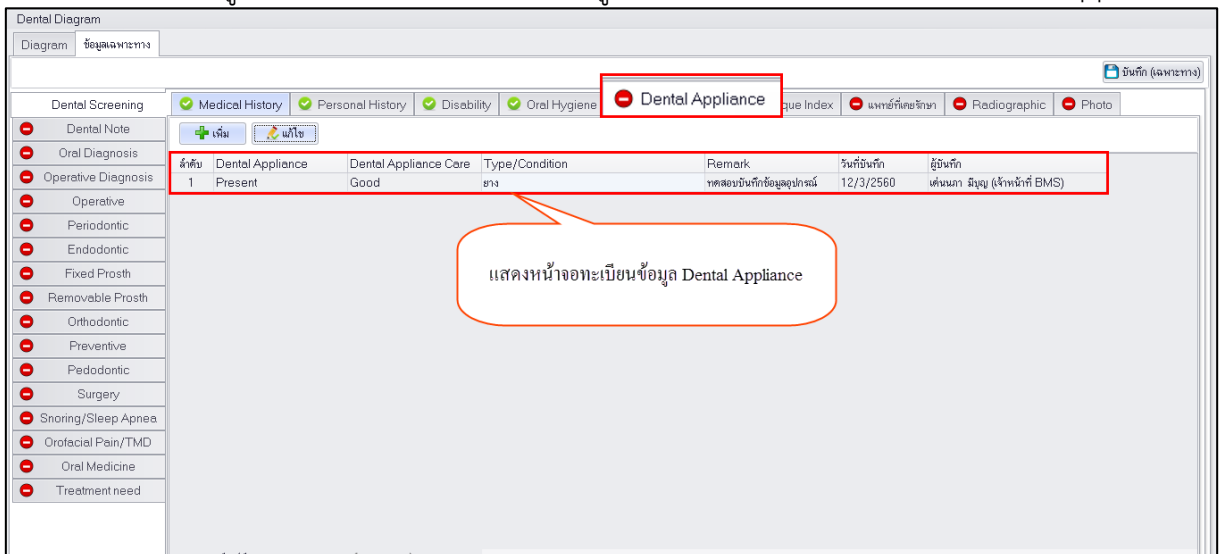 Dental Diagram
Diagram ข้อมูลเฉพาะทาง
บันทึก (เฉพาะทาง)
Dental Screening
Medical History Personal History Disability Oral Hygiene Dental Appliance que Index แพทย์ที่เคยรักษา Radiographic Photo
Dental Note
Oral Diagnosis
Operative Diagnosis
Operative
Periodontic
Endodontic
Fixed Prosth
Removable Prosth
Orthodontic
Preventive
Pedodontic
Surgery
Snoring/Sleep Apnea
Orofacial Pain/TMD
Oral Medicine
Treatment need
เพิ่ม แก้ไข
ลำดับ Dental Appliance Dental Appliance Care Type/Condition Remark วันที่บันทึก ผู้บันทึก
1 Present Good ยาง ทดสอบบันทึกข้อมูลอุปกรณ์ 12/3/2560 เด่นนภา มีบุญ (เจ้าหน้าที่ BMS)
แสดงหน้าจอทะเบียนข้อมูล Dental Appliance